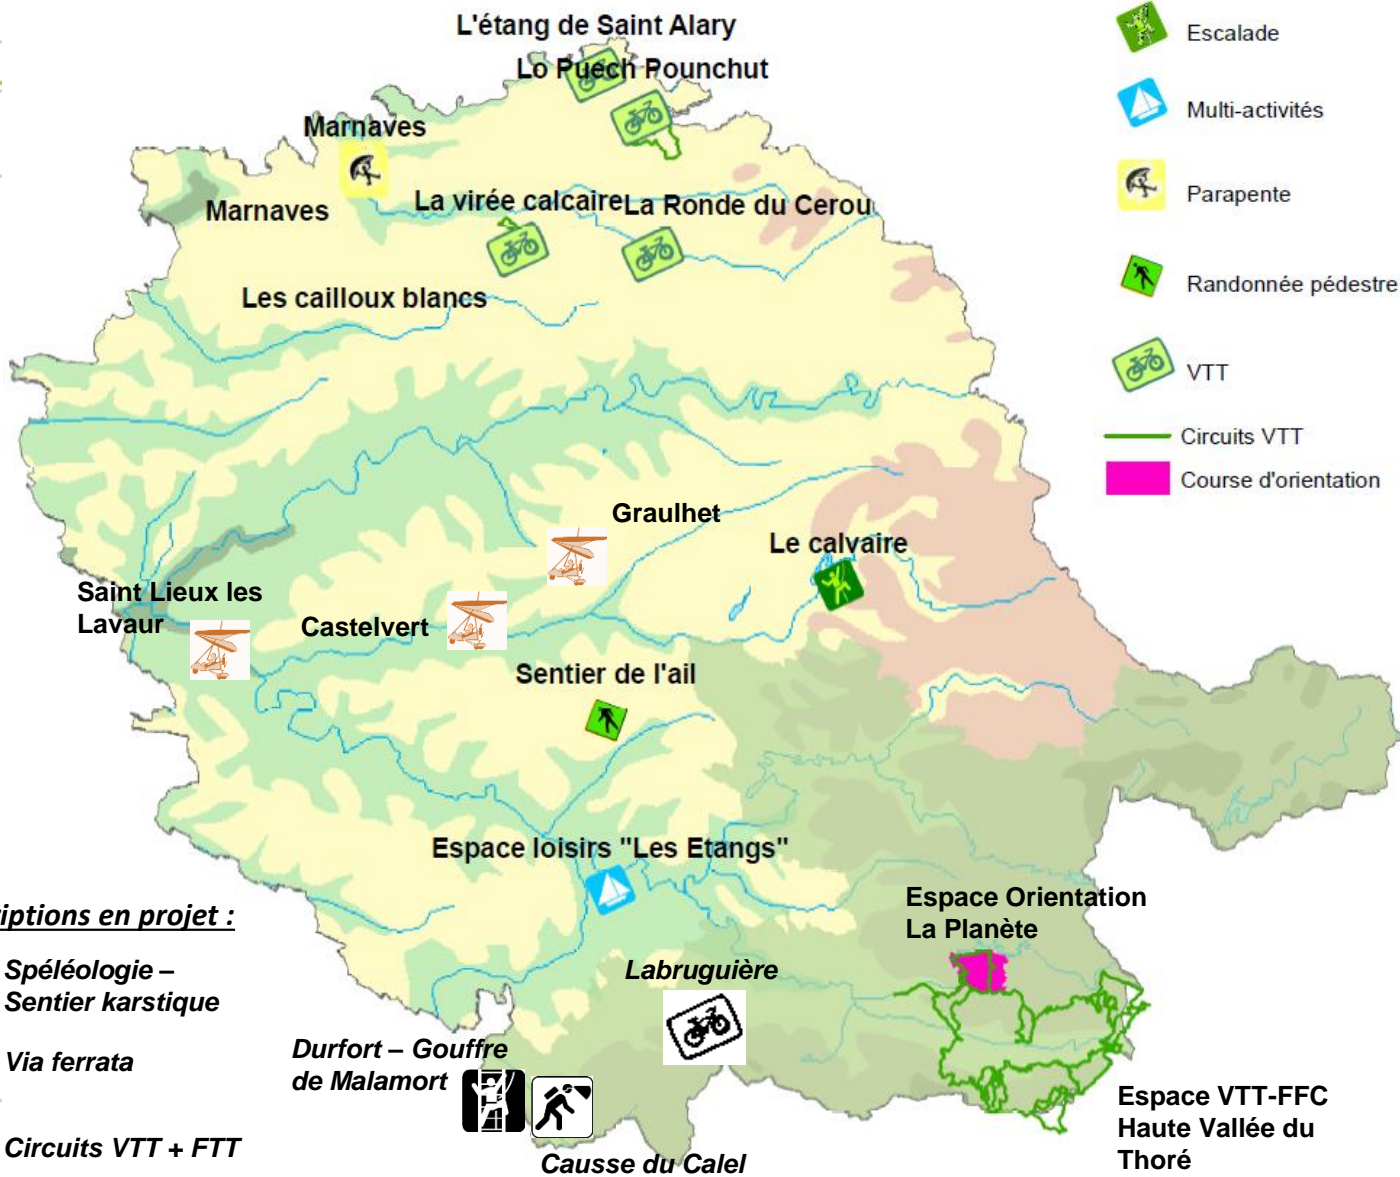 L'étang de Saint Alary
Lo Puech Pounchut
Marnaves
Marnaves
La virée calcaire
La Ronde du Cerou
Les cailloux blancs
Graulhet
Le calvaire
Saint Lieux les
Lavaur
Castelvert
Sentier de l'ail
Espace loisirs "Les Etangs"
Espace Orientation
La Planète
Labruguière
Durfort – Gouffre
de Malamort
Causse du Calel
Espace VTT-FFC
Haute Vallée du
Thoré
Escalade
Multi-activités
Parapente
Randonnée pédestre
VTT
Circuits VTT
Course d'orientation
riptions en projet :
Spéléologie –
Sentier karstique
Via ferrata
Circuits VTT + FTT